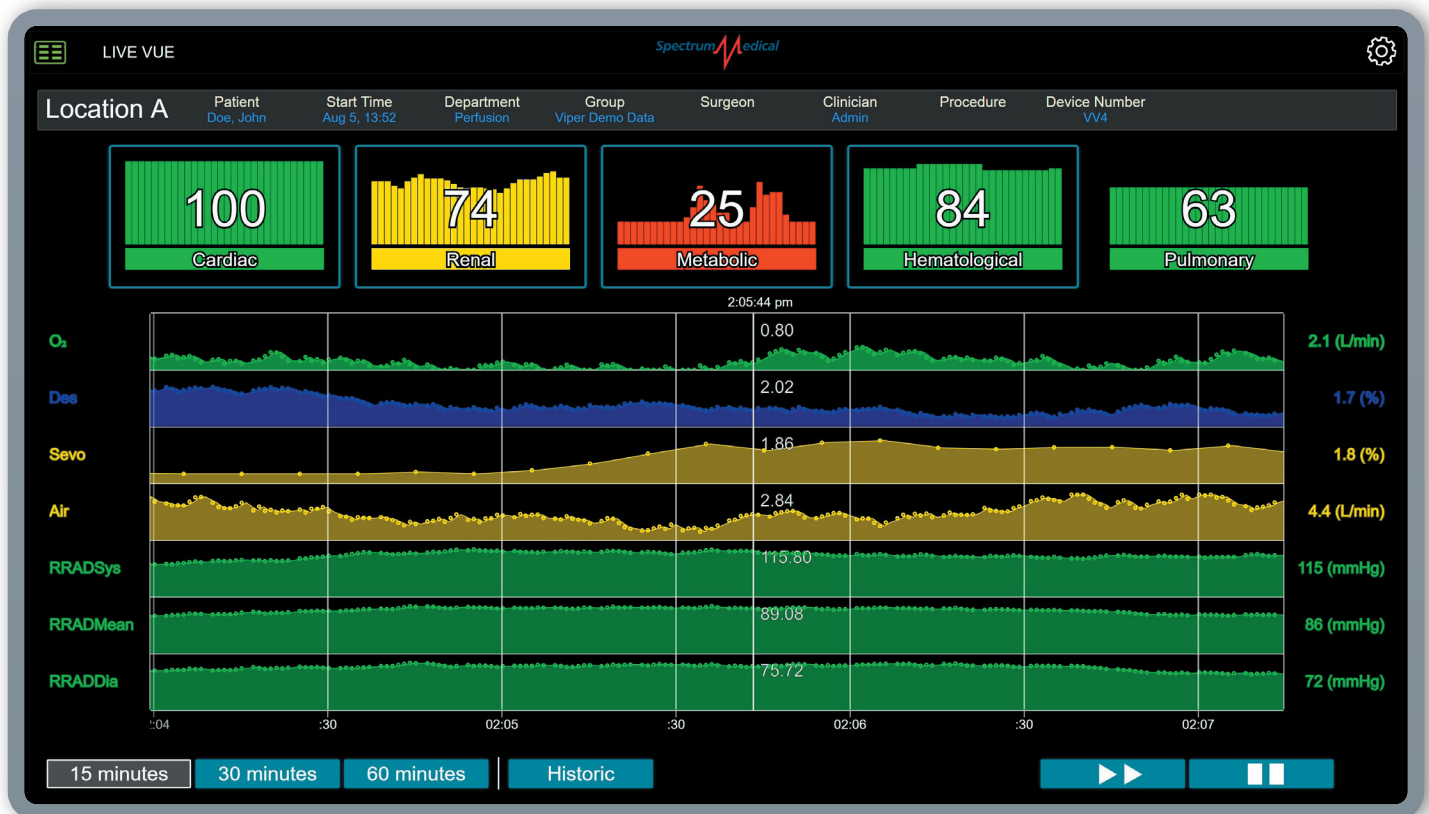 LIVE VUE
Spectrum Medical
Location A
Patient
Doe, John
Start Time
Aug 5, 13:52
Department
Perfusion
Group
Viper Demo Data
Surgeon
Clinician
Admin
Procedure
Device Number
VV4
100
Cardiac
74
Renal
25
Metabolic
84
Hematological
63
Pulmonary
2:05:44 pm
O₂ 0.80 2.1 (L/min)
Des 2.02 1.7 (%)
Sevo 1.86 1.8 (%)
Air 2.84 4.4 (L/min)
RRADSys 115.80 115 (mmHg)
RRADMean 89.08 86 (mmHg)
RRADDia 75.72 72 (mmHg)
:04 :30 02:05 :30 02:06 :30 02:07
15 minutes 30 minutes 60 minutes Historic